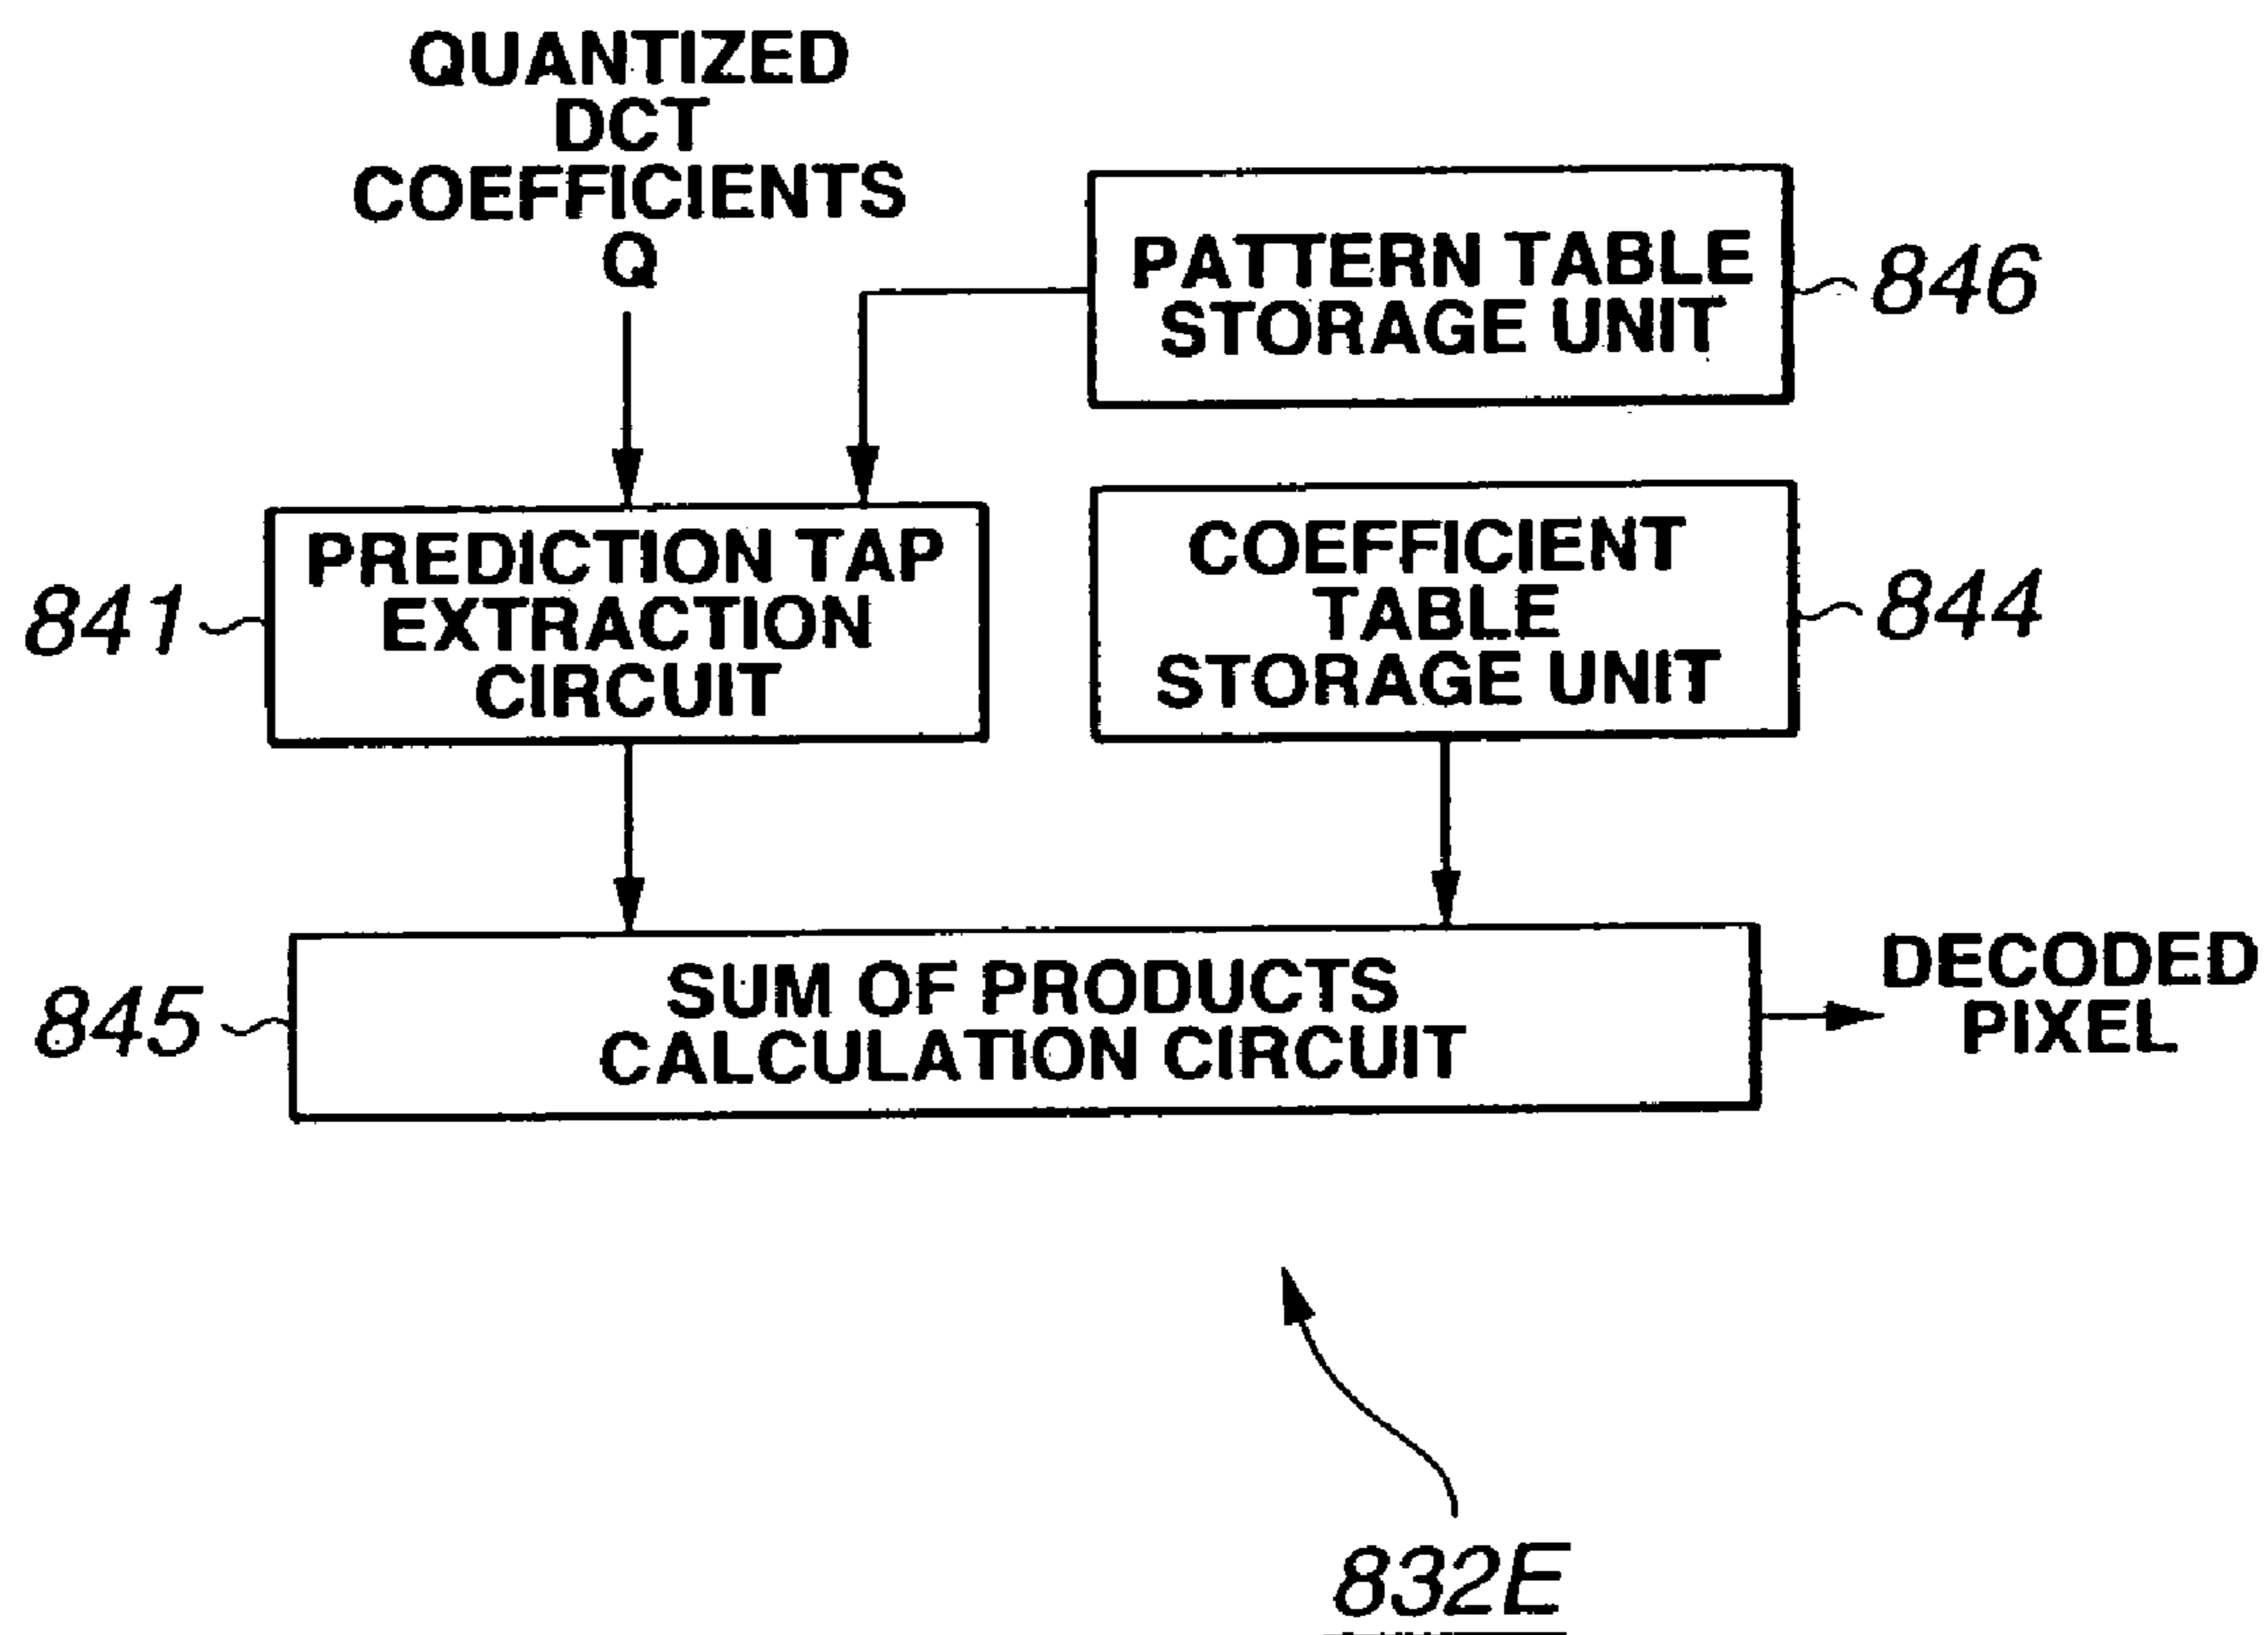 QUANTIZED
DCT
COEFFICIENTS
Q
PATTERN TABLE
STORAGE UNIT
846
841
PREDICTION TAP
EXTRACTION
CIRCUIT
COEFFICIENT
TABLE
STORAGE UNIT
844
845
SUM OF PRODUCTS
CALCULATION CIRCUIT
DECODED
PIXEL
832E